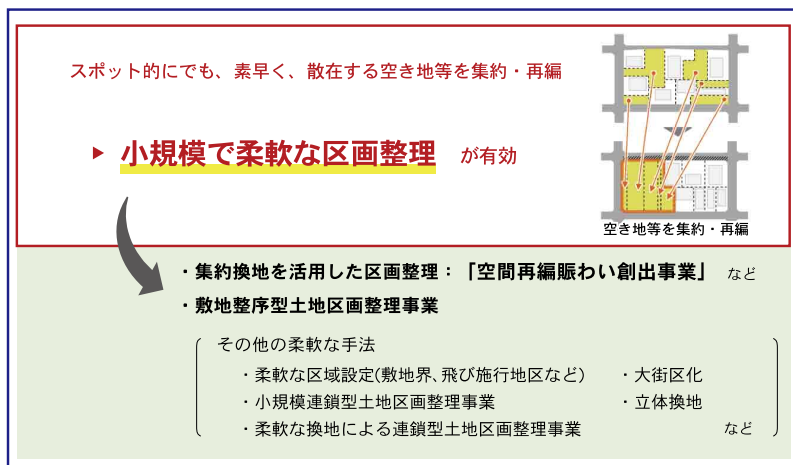 スポット的にでも、素早く、散在する空き地等を集約・再編
▶ 小規模で柔軟な区画整理 が有効
空き地等を集約・再編
・集約換地を活用した区画整理：「空間再編賑わい創出事業」 など
・敷地整序型土地区画整理事業
その他の柔軟な手法
・柔軟な区域設定(敷地界、飛び施行地区など) ・大街区化
・小規模連鎖型土地区画整理事業 ・立体換地
・柔軟な換地による連鎖型土地区画整理事業 など